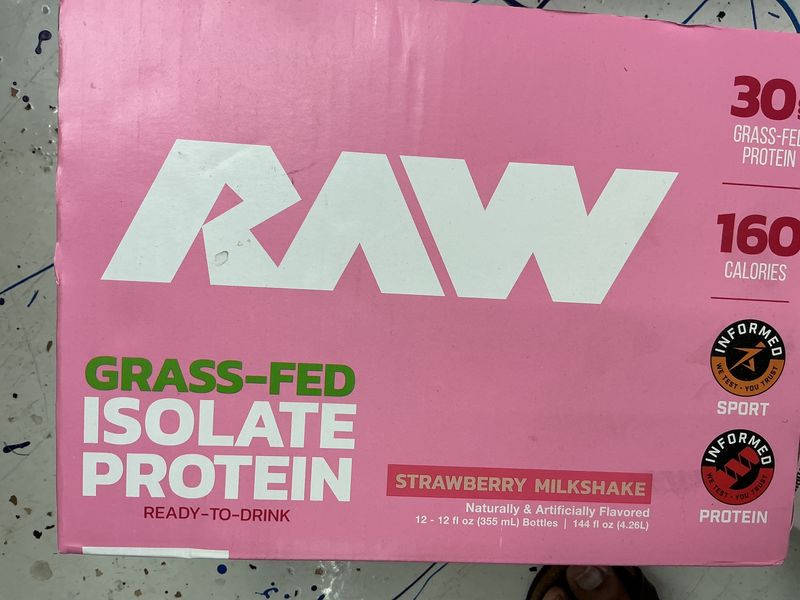 RAW
GRASS-FED
ISOLATE
PROTEIN
READY-TO-DRINK
STRAWBERRY MILKSHAKE
Naturally & Artificially Flavored
12 - 12 fl oz (355 mL) Bottles | 144 fl oz (4.26L)
30g
GRASS-FED
PROTEIN
160
CALORIES
INFORMED
WE TEST • YOU TRUST
SPORT
INFORMED
WE TEST • YOU TRUST
PROTEIN